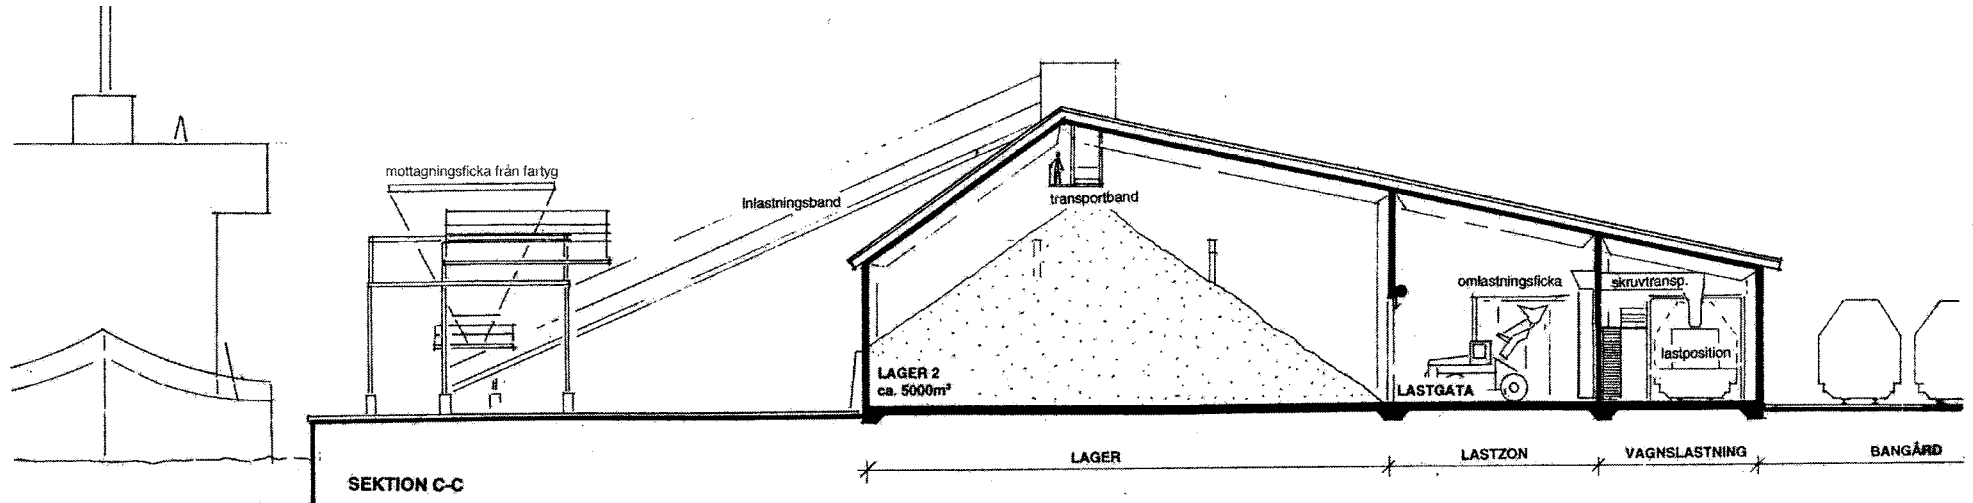 mottagningsficka från fartyg
Inlastningsband
transportband
omlastningsficka
skruvtransp.
lastposition
LAGER 2
ca. 5000m³
LASTGATA
LAGER
LASTZON
VAGNSLASTNING
BANGÅRD
SEKTION C-C